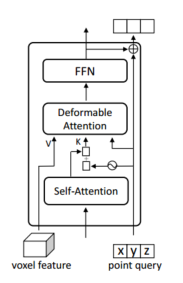 FFN
Deformable
Attention
V
K
Self-Attention
x y z
voxel feature
point query